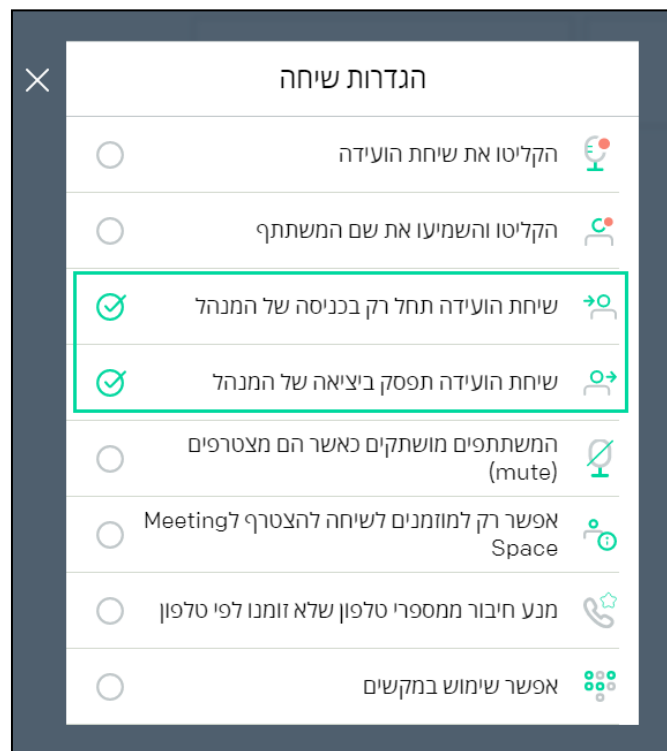 הגדרות שיחה
הקליטו את שיחת הועידה
הקליטו והשמיעו את שם המשתתף
שיחת הועידה תחל רק בכניסה של המנהל
שיחת הועידה תפסק ביציאה של המנהל
המשתתפים מושתקים כאשר הם מצטרפים
(mute)
אפשר רק למוזמנים לשיחה להצטרף לMeeting
Space
מנע חיבור ממספרי טלפון שלא זומנו לפי טלפון
אפשר שימוש במקשים